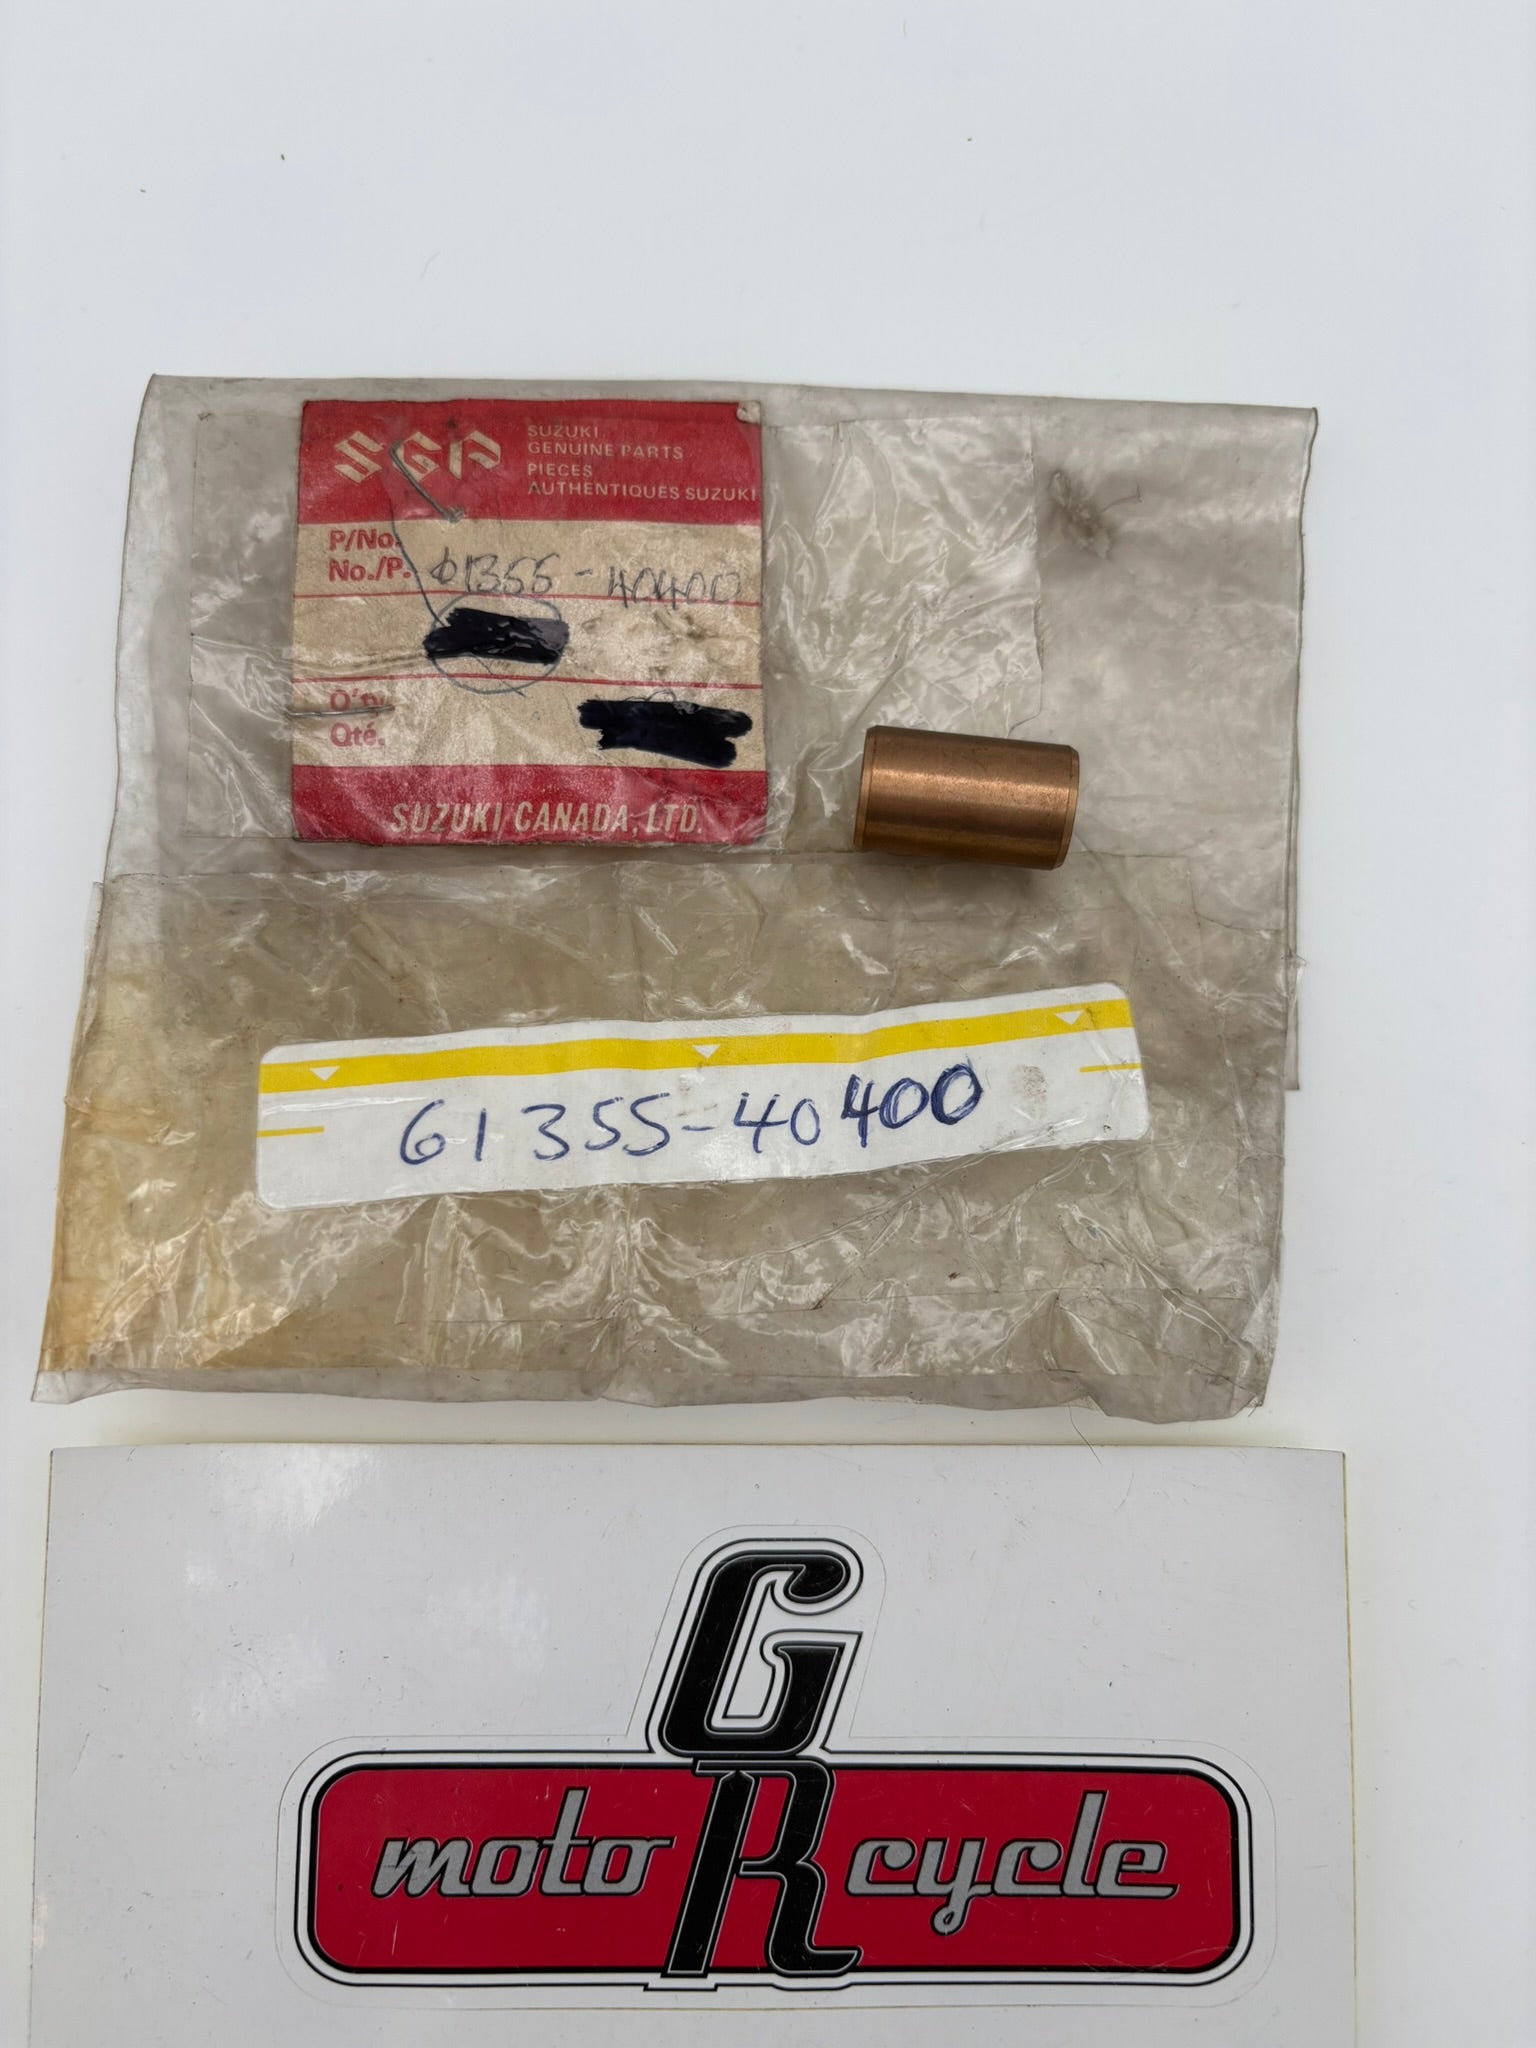 SGP
SUZUKI
GENUINE PARTS
PIECES
AUTHENTIQUES SUZUKI
P/No.
No./P. 61355-40400
Q'ty
Qté.
SUZUKI CANADA, LTD.
61355-40400
G
moto R cycle